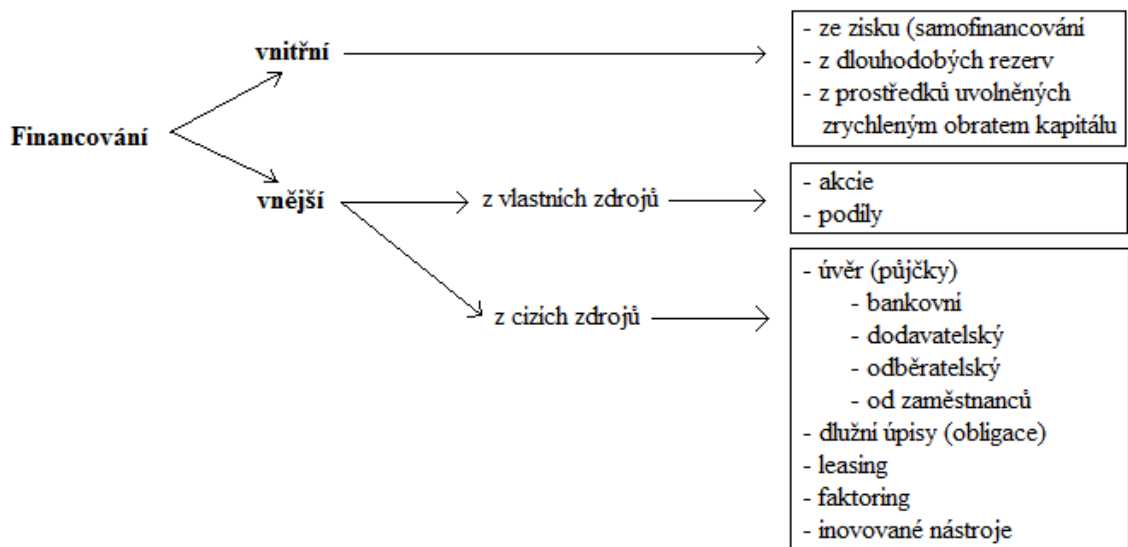 Financování
vnitřní
- ze zisku (samofinancování
- z dlouhodobých rezerv
- z prostředků uvolněných
zrychleným obratem kapitálu
vnější
z vlastních zdrojů
- akcie
- podíly
z cizích zdrojů
- úvěr (půjčky)
- bankovní
- dodavatelský
- odběratelský
- od zaměstnanců
- dlužní úpisy (obligace)
- leasing
- faktoring
- inovované nástroje